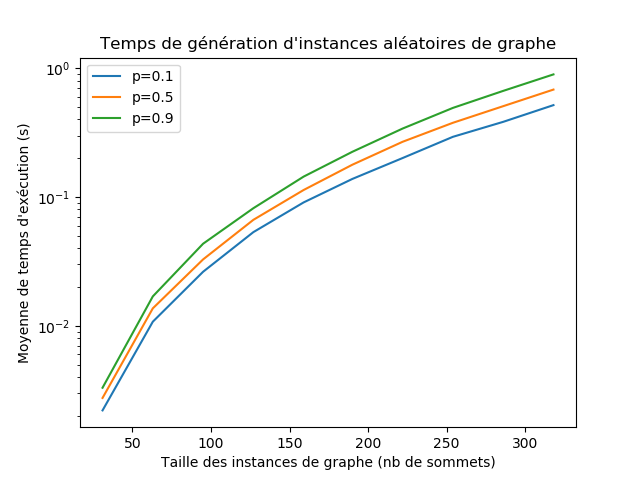 Temps de génération d'instances aléatoires de graphe
p=0.1
p=0.5
p=0.9
10⁰
10⁻¹
10⁻²
Moyenne de temps d'exécution (s)
50 100 150 200 250 300
Taille des instances de graphe (nb de sommets)